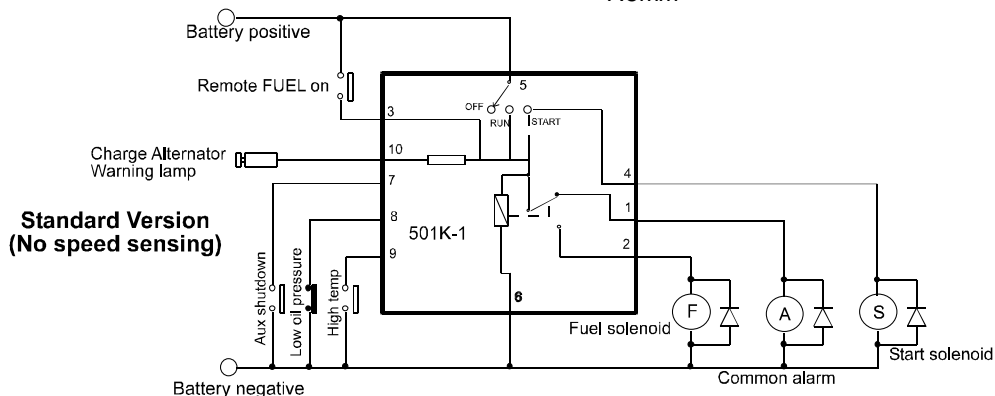 Battery positive
Remote FUEL on
5
OFF
RUN
START
3
Charge Alternator
Warning lamp
10
4
7
Standard Version
(No speed sensing)
8
501K-1
1
9
2
Aux shutdown
Low oil pressure
High temp
6
F
A
S
Fuel solenoid
Start solenoid
Common alarm
Battery negative